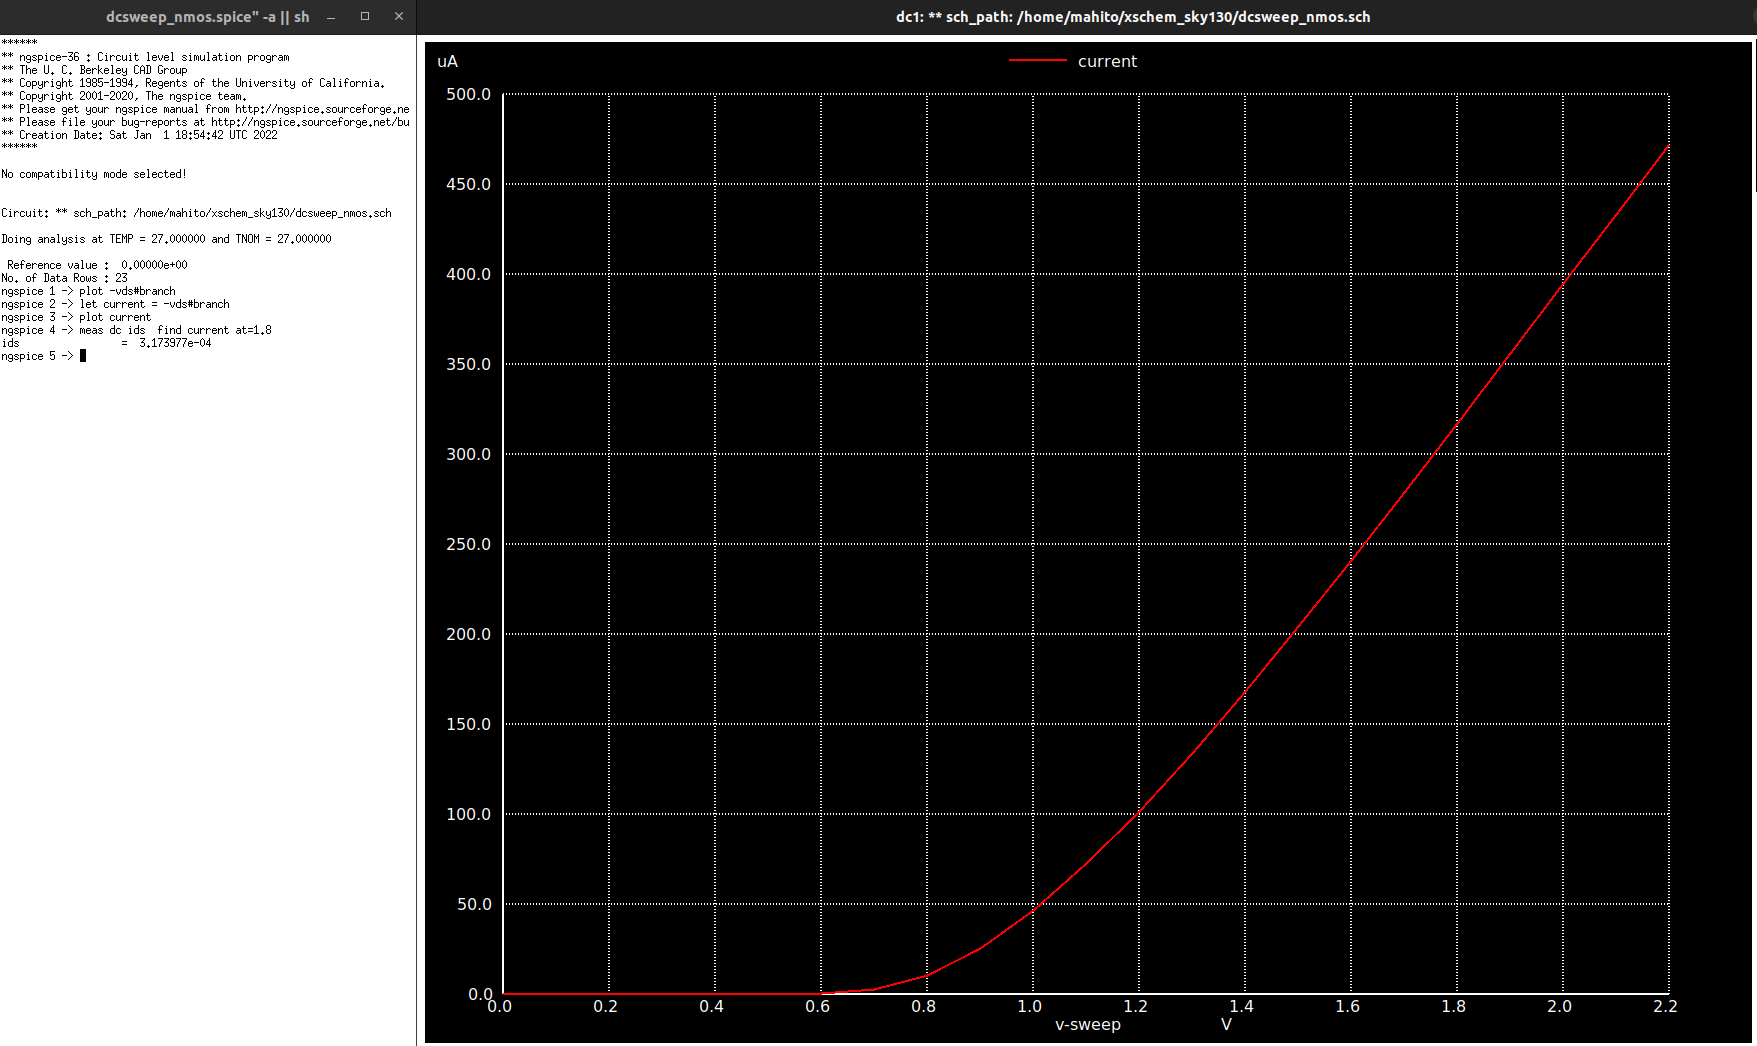 dcsweep_nmos.spice" -a || sh
dc1: ** sch_path: /home/mahito/xschem_sky130/dcsweep_nmos.sch
******
** ngspice-36 : Circuit level simulation program
** The U. C. Berkeley CAD Group
** Copyright 1985-1994, Regents of the University of California.
** Copyright 2001-2020, The ngspice team.
** Please get your ngspice manual from http://ngspice.sourceforge.ne
** Please file your bug-reports at http://ngspice.sourceforge.net/bu
** Creation Date: Sat Jan  1 18:54:42 UTC 2022
******
No compatibility mode selected!
Circuit: ** sch_path: /home/mahito/xschem_sky130/dcsweep_nmos.sch
Doing analysis at TEMP = 27.000000 and TNOM = 27.000000
Reference value :  0.00000e+00
No. of Data Rows : 23
ngspice 1 -> plot -vds#branch
ngspice 2 -> let current = -vds#branch
ngspice 3 -> plot current
ngspice 4 -> meas dc ids  find current at=1.8
ids                 =  3.173977e-04
ngspice 5 ->
uA
current
500.0
450.0
400.0
350.0
300.0
250.0
200.0
150.0
100.0
50.0
0.0
0.0 0.2 0.4 0.6 0.8 1.0 1.2 1.4 1.6 1.8 2.0 2.2
v-sweep V